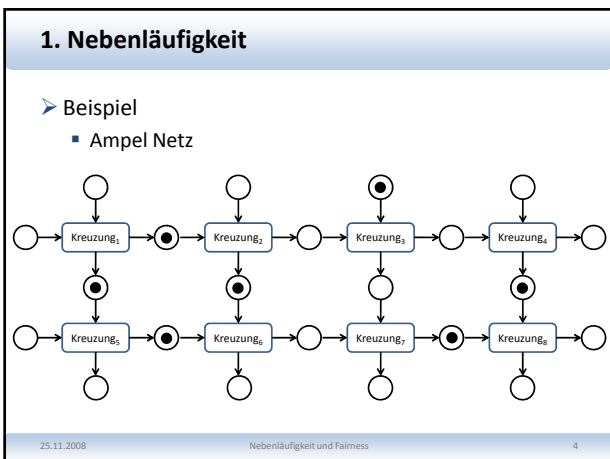 1. Nebenläufigkeit
Beispiel
Ampel Netz
Kreuzung₁ Kreuzung₂ Kreuzung₃ Kreuzung₄
Kreuzung₅ Kreuzung₆ Kreuzung₇ Kreuzung₈
25.11.2008 Nebenläufigkeit und Fairness 4